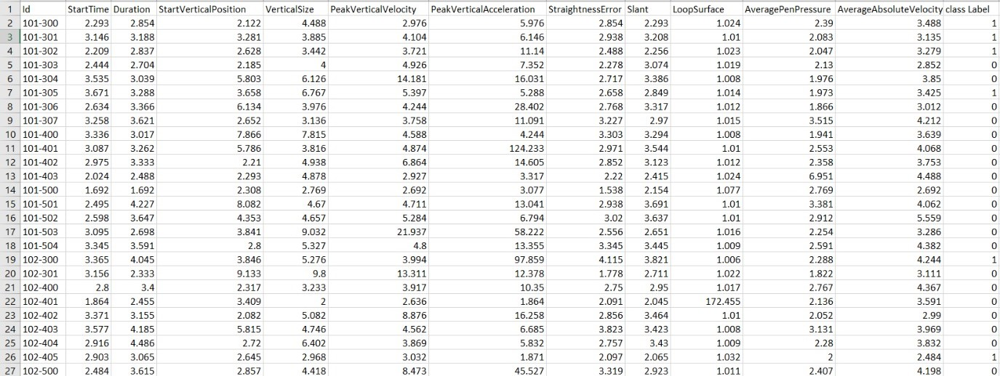 1 Id StartTime Duration StartVerticalPosition VerticalSize PeakVerticalVelocity PeakVerticalAcceleration StraightnessError Slant LoopSurface AveragePenPressure AverageAbsoluteVelocity class Label
2 101-300 2.293 2.854 2.122 4.488 2.976 5.976 2.854 2.293 1.024 2.39 3.488 1
3 101-301 3.146 3.188 3.281 3.885 4.104 6.146 2.938 3.208 1.01 2.083 3.135 1
4 101-302 2.209 2.837 2.628 3.442 3.721 11.14 2.488 2.256 1.023 2.047 3.279 1
5 101-303 2.444 2.704 2.185 4 4.926 7.352 2.278 3.074 1.019 2.13 2.852 0
6 101-304 3.535 3.039 5.803 6.126 14.181 16.031 2.717 3.386 1.008 1.976 3.85 0
7 101-305 3.671 3.288 3.658 6.767 5.397 5.288 2.658 2.849 1.014 1.973 3.425 1
8 101-306 2.634 3.366 6.134 3.976 4.244 28.402 2.768 3.317 1.012 1.866 3.012 0
9 101-307 3.258 3.621 2.652 3.136 3.758 11.091 3.227 2.97 1.015 3.515 4.212 0
10 101-400 3.336 3.017 7.866 7.815 4.588 4.244 3.303 3.294 1.008 1.941 3.639 0
11 101-401 3.087 3.262 5.786 3.816 4.874 124.233 2.971 3.544 1.01 2.553 4.068 0
12 101-402 2.975 3.333 2.21 4.938 6.864 14.605 2.852 3.123 1.012 2.358 3.753 0
13 101-403 2.024 2.488 2.293 4.878 2.927 3.317 2.22 2.415 1.024 6.951 4.488 0
14 101-500 1.692 1.692 2.308 2.769 2.692 3.077 1.538 2.154 1.077 2.769 2.692 0
15 101-501 2.495 4.227 8.082 4.67 4.711 13.041 2.938 3.691 1.01 3.381 4.062 0
16 101-502 2.598 3.647 4.353 4.657 5.284 6.794 3.02 3.637 1.01 2.912 5.559 0
17 101-503 3.095 2.698 3.841 9.032 21.937 58.222 2.556 2.651 1.016 2.254 3.286 0
18 101-504 3.345 3.591 2.8 5.327 4.8 13.355 3.345 3.445 1.009 2.591 4.382 0
19 102-300 3.365 4.045 3.846 5.276 3.994 97.859 4.115 3.821 1.006 2.288 4.244 1
20 102-301 3.156 2.333 9.133 9.8 13.311 12.378 1.778 2.711 1.022 1.822 3.111 0
21 102-400 2.8 3.4 2.317 3.233 3.917 10.35 2.75 2.95 1.017 2.767 4.367 0
22 102-401 1.864 2.455 3.409 2 2.636 1.864 2.091 2.045 172.455 2.136 3.591 0
23 102-402 3.371 3.155 2.082 5.082 8.876 16.258 2.856 3.464 1.01 2.052 2.99 0
24 102-403 3.577 4.185 5.815 4.746 4.562 6.685 3.823 3.423 1.008 3.131 3.969 0
25 102-404 2.916 4.486 2.72 6.402 3.869 5.832 2.757 3.43 1.009 2.28 3.832 0
26 102-405 2.903 3.065 2.645 2.968 3.032 1.871 2.097 2.065 1.032 2 2.484 1
27 102-500 2.484 3.615 2.857 4.418 8.473 45.527 3.319 2.923 1.011 2.407 4.198 0